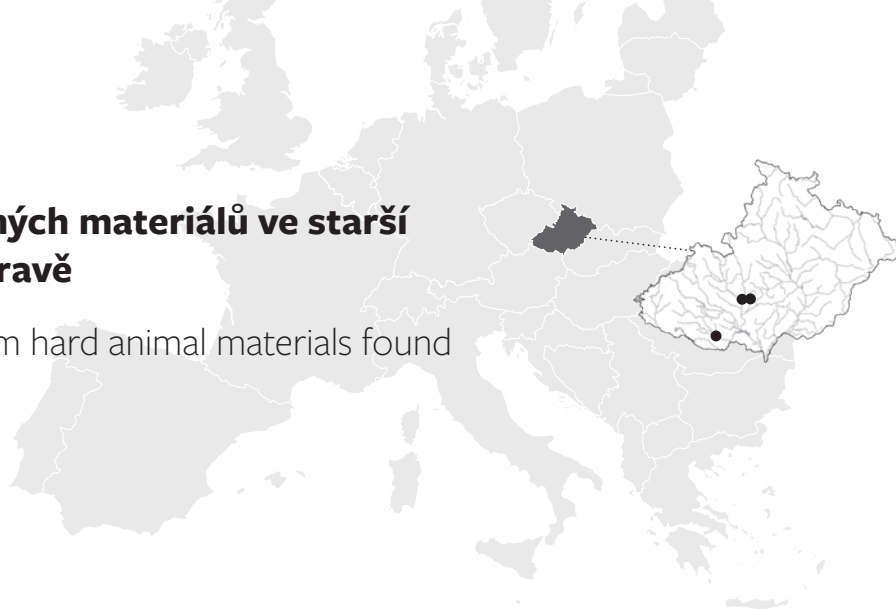 ných materiálů ve starší
ravě
m hard animal materials found